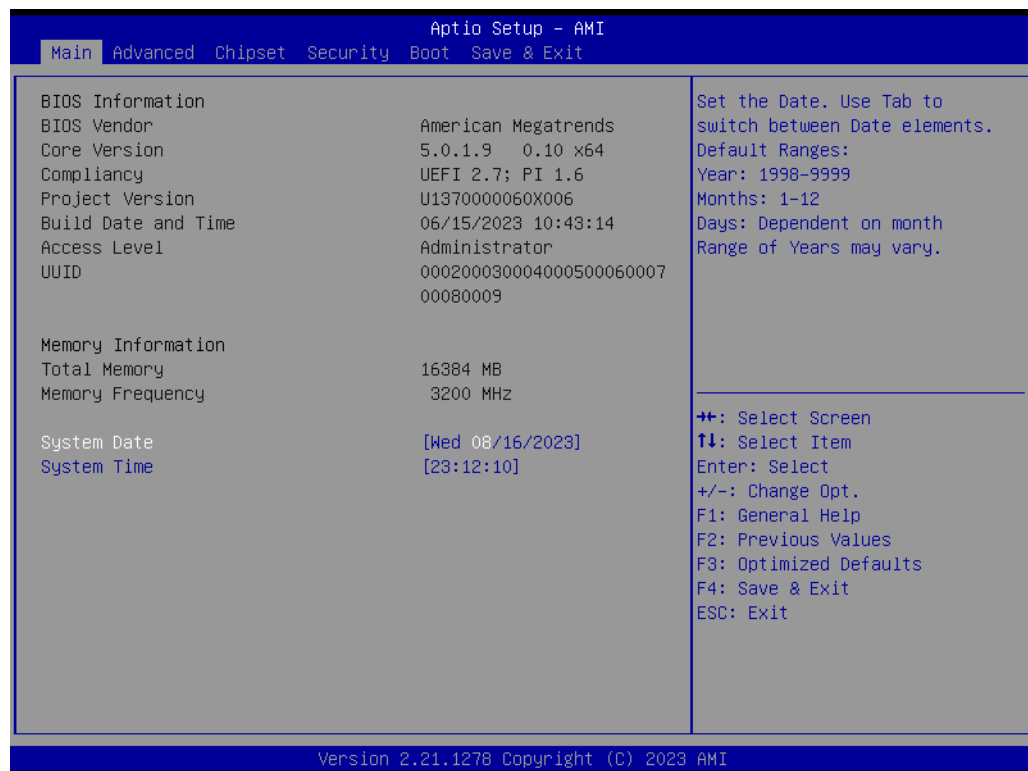 Aptio Setup – AMI
Main Advanced Chipset Security Boot Save & Exit
BIOS Information
BIOS Vendor American Megatrends
Core Version 5.0.1.9 0.10 x64
Compliancy UEFI 2.7; PI 1.6
Project Version U1370000060X006
Build Date and Time 06/15/2023 10:43:14
Access Level Administrator
UUID 000200030004000500060007
00080009
Memory Information
Total Memory 16384 MB
Memory Frequency 3200 MHz
System Date [Wed 08/16/2023]
System Time [23:12:10]
Set the Date. Use Tab to
switch between Date elements.
Default Ranges:
Year: 1998-9999
Months: 1-12
Days: Dependent on month
Range of Years may vary.
→←: Select Screen
↑↓: Select Item
Enter: Select
+/-: Change Opt.
F1: General Help
F2: Previous Values
F3: Optimized Defaults
F4: Save & Exit
ESC: Exit
Version 2.21.1278 Copyright (C) 2023 AMI